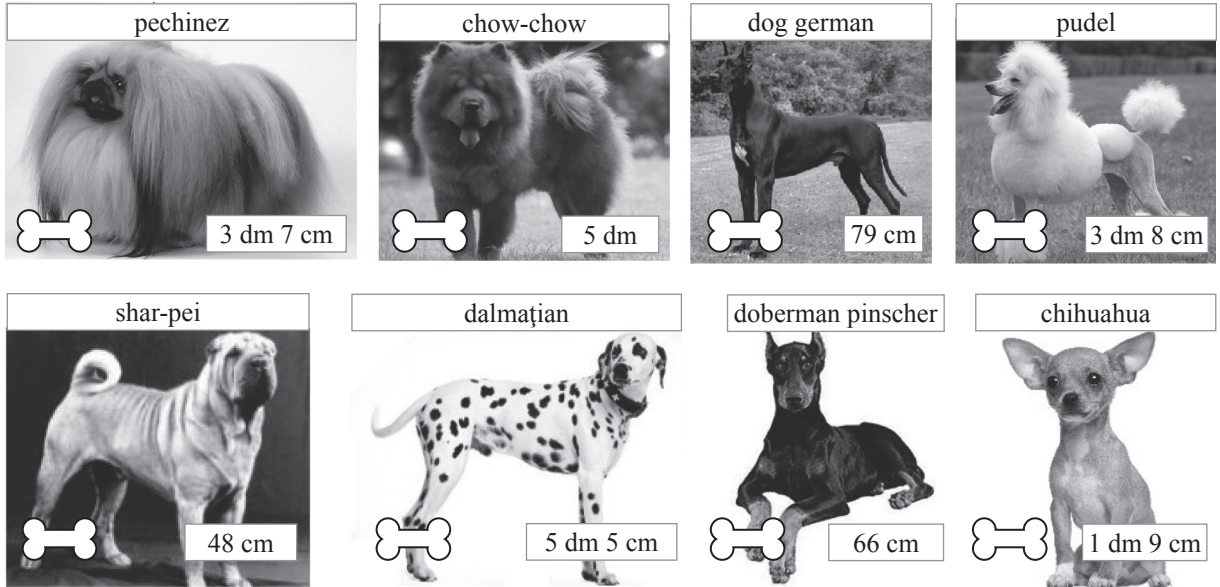 pechinez
chow-chow
dog german
pudel
3 dm 7 cm
5 dm
79 cm
3 dm 8 cm
shar-pei
dalmaţian
doberman pinscher
chihuahua
48 cm
5 dm 5 cm
66 cm
1 dm 9 cm